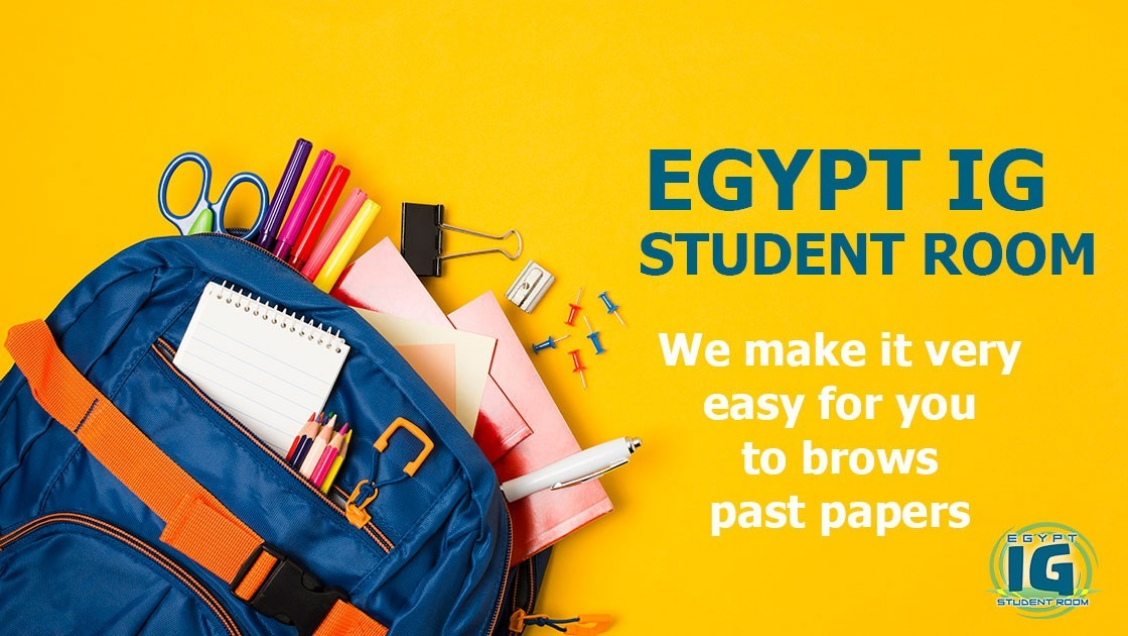 EGYPT IG
STUDENT ROOM
We make it very
easy for you
to brows
past papers
EGYPT
IG
STUDENT ROOM